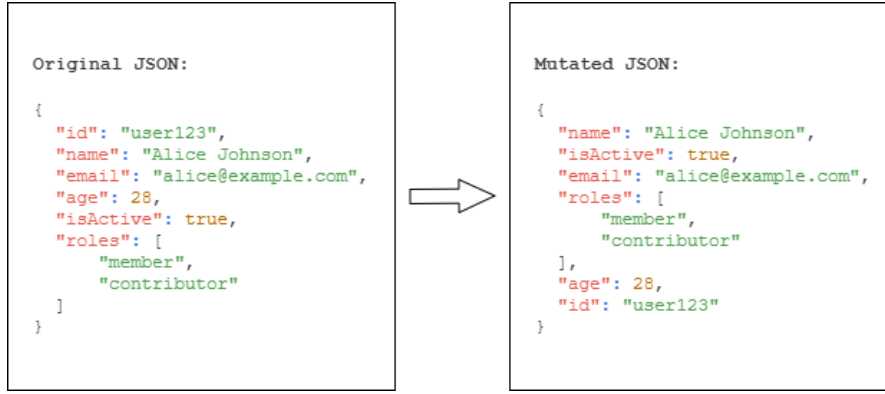 Original JSON:
{
"id": "user123",
"name": "Alice Johnson",
"email": "alice@example.com",
"age": 28,
"isActive": true,
"roles": [
"member",
"contributor"
]
}
Mutated JSON:
{
"name": "Alice Johnson",
"isActive": true,
"email": "alice@example.com",
"roles": [
"member",
"contributor"
],
"age": 28,
"id": "user123"
}